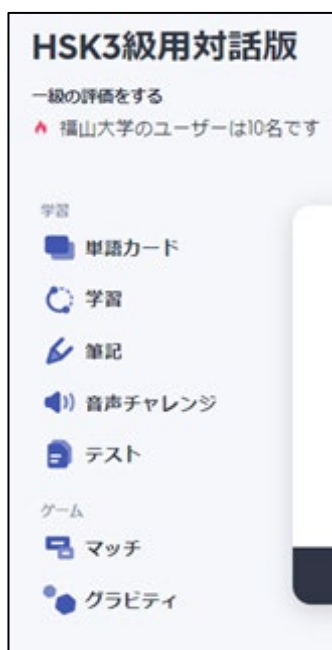 HSK3級用対話版
一級の評価をする
福山大学のユーザーは10名です
学習
単語カード
学習
筆記
音声チャレンジ
テスト
ゲーム
マッチ
グラビティ